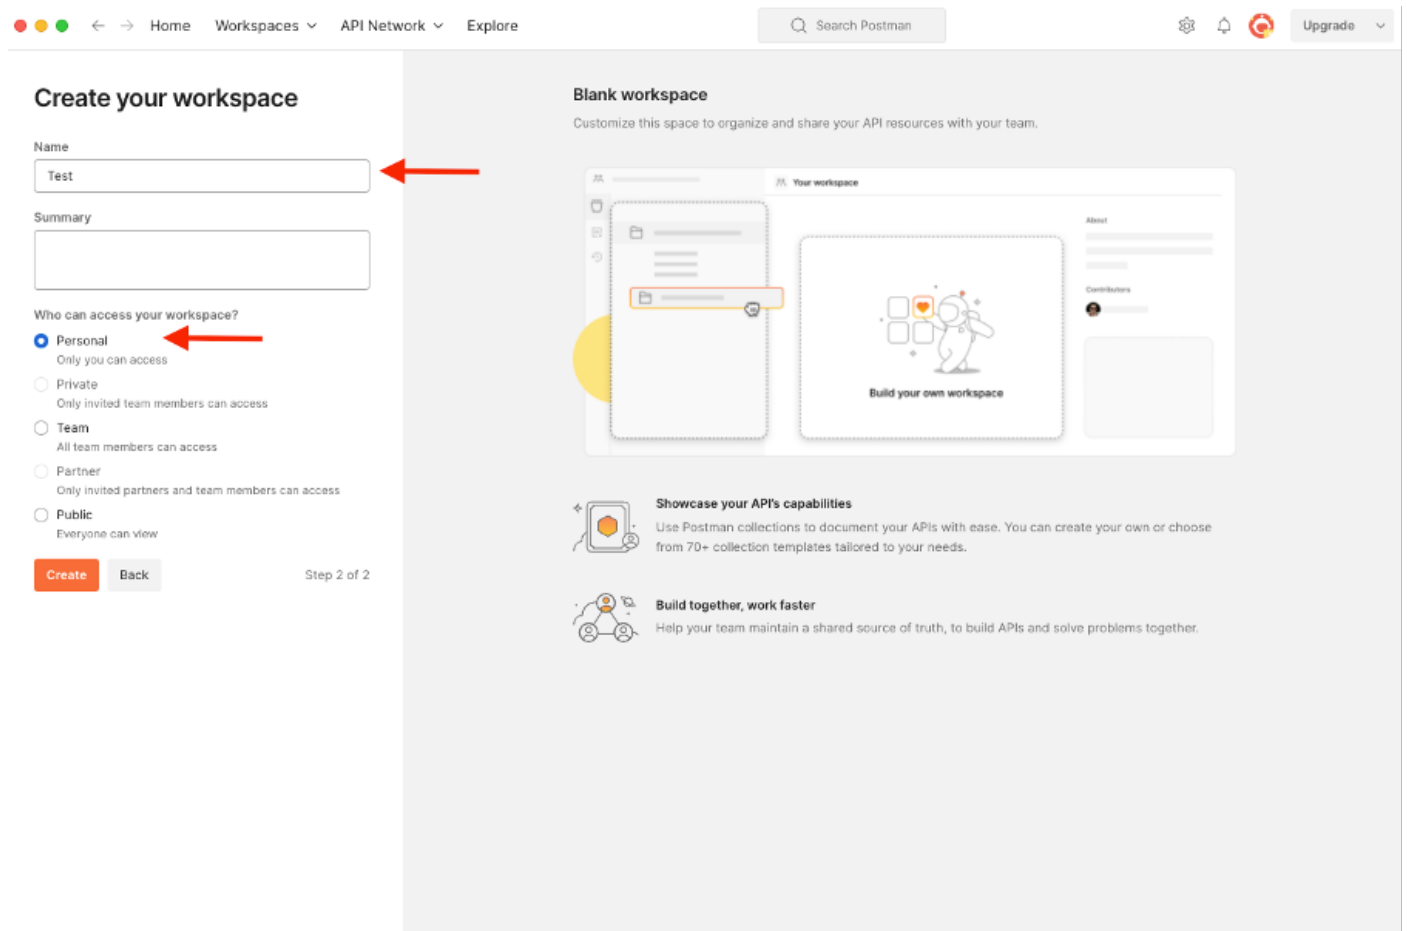 Home Workspaces API Network Explore Search Postman Upgrade
Create your workspace
Name
Test
Summary
Who can access your workspace?
Personal
Only you can access
Private
Only invited team members can access
Team
All team members can access
Partner
Only invited partners and team members can access
Public
Everyone can view
Create Back Step 2 of 2
Blank workspace
Customize this space to organize and share your API resources with your team.
Your workspace
About
Contributors
Build your own workspace
Showcase your API's capabilities
Use Postman collections to document your APIs with ease. You can create your own or choose
from 70+ collection templates tailored to your needs.
Build together, work faster
Help your team maintain a shared source of truth, to build APIs and solve problems together.